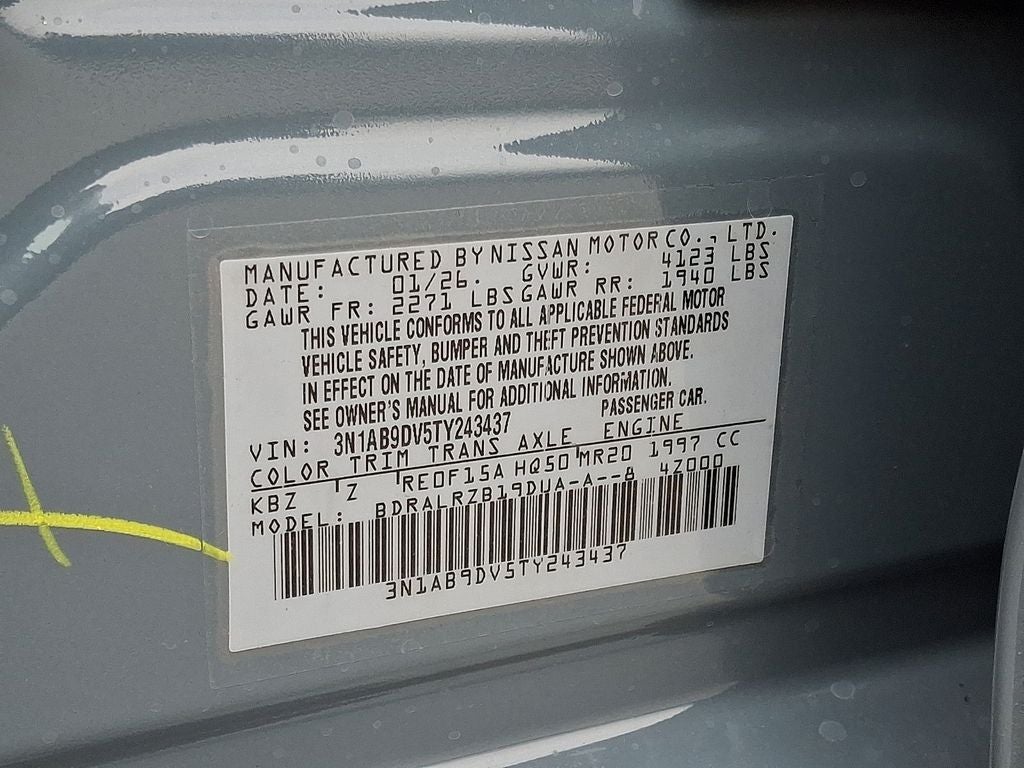 MANUFACTURED BY NISSAN MOTOR CO., LTD.
DATE: 01/26. GVWR: 4123 LBS
GAWR FR: 2271 LBS GAWR RR: 1940 LBS
THIS VEHICLE CONFORMS TO ALL APPLICABLE FEDERAL MOTOR
VEHICLE SAFETY, BUMPER AND THEFT PREVENTION STANDARDS
IN EFFECT ON THE DATE OF MANUFACTURE SHOWN ABOVE.
SEE OWNER'S MANUAL FOR ADDITIONAL INFORMATION.
VIN: 3N1AB9DV5TY243437 PASSENGER CAR.
COLOR TRIM TRANS AXLE ENGINE
KBZ Z RE0F15A HQ50 MR20 1997 CC
MODEL: BDRALRZB19DUA-A--8 4Z000
3N1AB9DV5TY243437